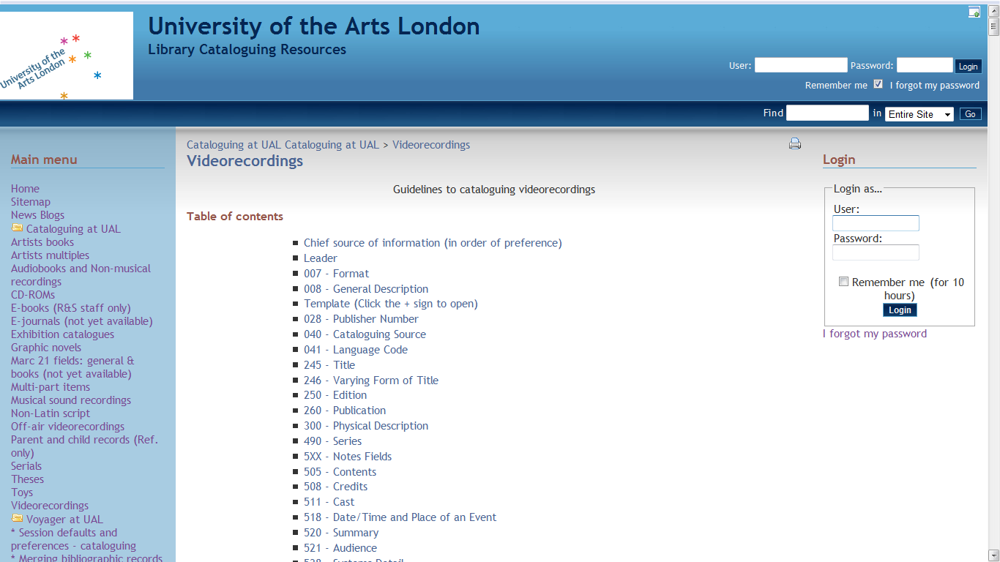 University of the
Arts London
University of the Arts London
Library Cataloguing Resources
User:
Password:
Login
Remember me
I forgot my password
Find
in
Entire Site
Go
Main menu
Home
Sitemap
News Blogs
Cataloguing at UAL
Artists books
Artists multiples
Audiobooks and Non-musical
recordings
CD-ROMs
E-books (R&S staff only)
E-journals (not yet available)
Exhibition catalogues
Graphic novels
Marc 21 fields: general &
books (not yet available)
Multi-part items
Musical sound recordings
Non-Latin script
Off-air videorecordings
Parent and child records (Ref.
only)
Serials
Theses
Toys
Videorecordings
Voyager at UAL
* Session defaults and
preferences - cataloguing
* Merging bibliographic records
Cataloguing at UAL Cataloguing at UAL > Videorecordings
Videorecordings
Guidelines to cataloguing videorecordings
Table of contents
Chief source of information (in order of preference)
Leader
007 - Format
008 - General Description
Template (Click the + sign to open)
028 - Publisher Number
040 - Cataloguing Source
041 - Language Code
245 - Title
246 - Varying Form of Title
250 - Edition
260 - Publication
300 - Physical Description
490 - Series
5XX - Notes Fields
505 - Contents
508 - Credits
511 - Cast
518 - Date/Time and Place of an Event
520 - Summary
521 - Audience
Login
Login as...
User:
Password:
Remember me (for 10
hours)
Login
I forgot my password